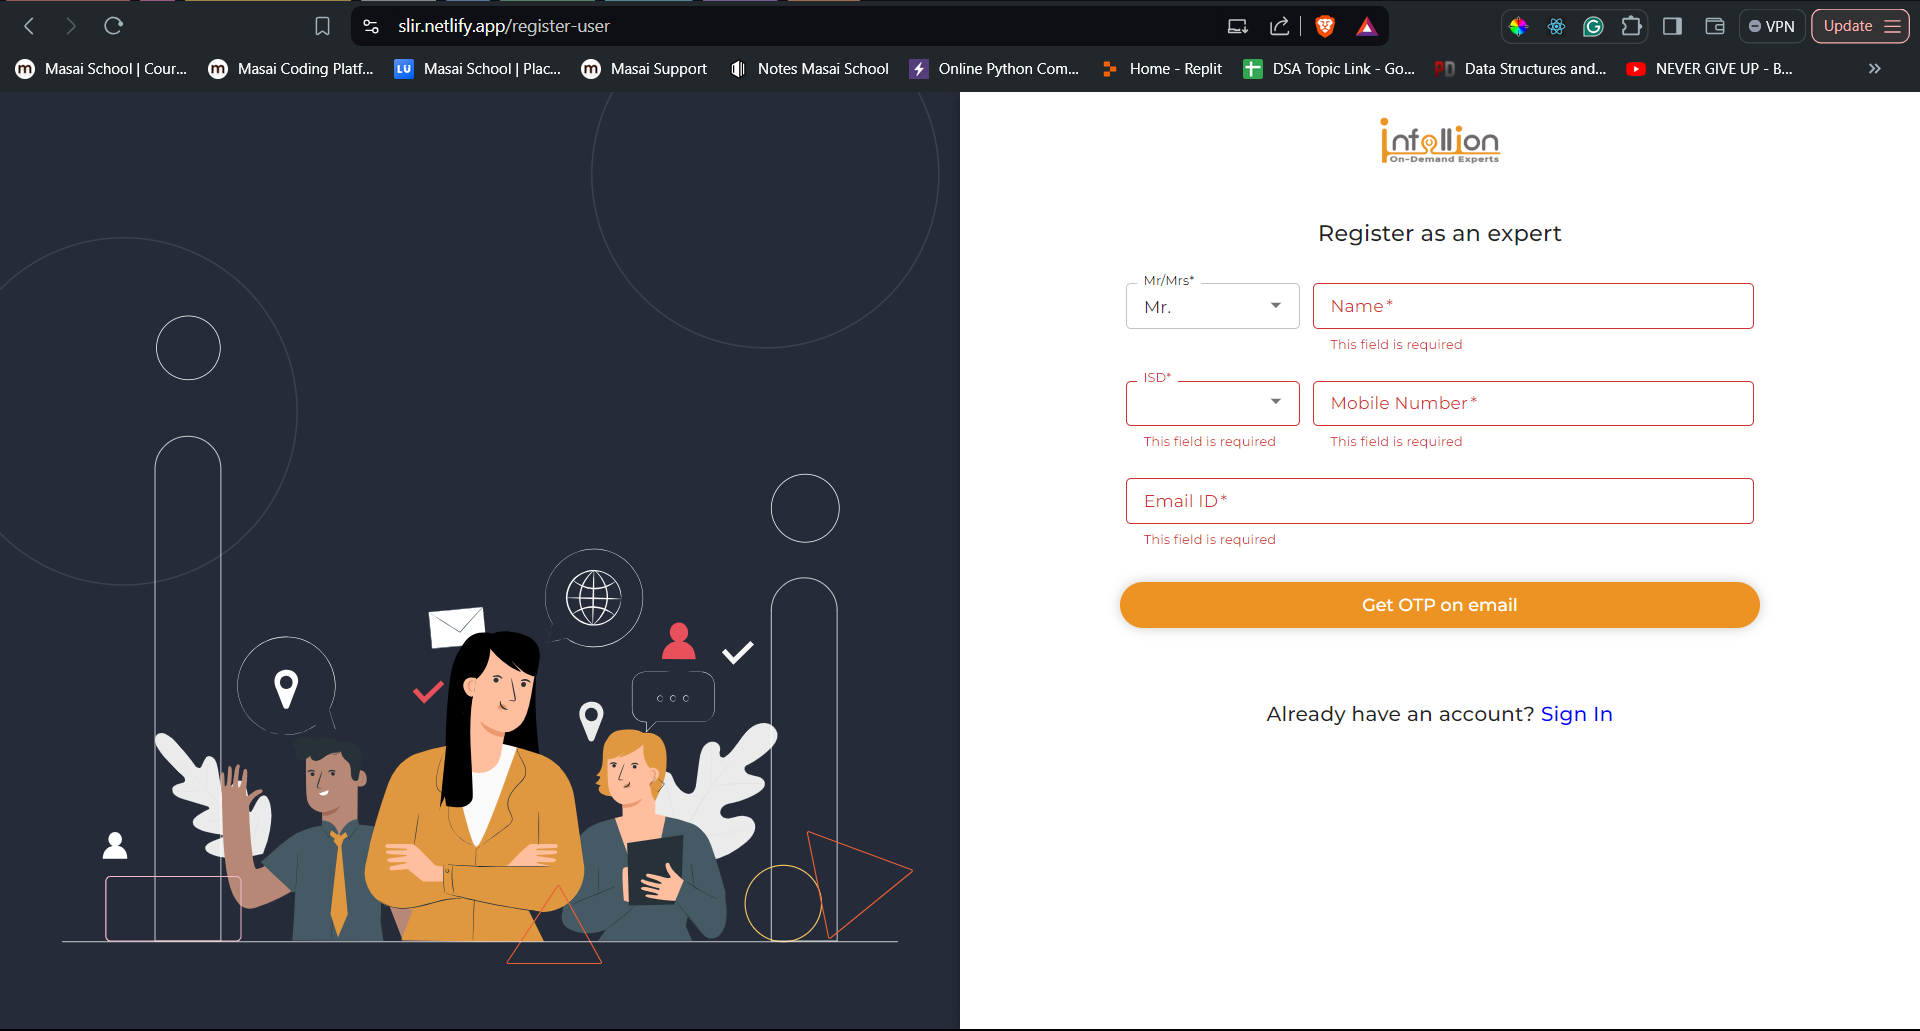 slir.netlify.app/register-user
VPN
Update
Masai School | Cour...
Masai Coding Platf...
LU
Masai School | Plac...
Masai Support
Notes Masai School
Online Python Com...
Home - Replit
DSA Topic Link - Go...
Data Structures and...
NEVER GIVE UP - B...
infollion
On-Demand Experts
Register as an expert
Mr/Mrs*
Mr.
Name*
This field is required
ISD*
Mobile Number*
This field is required
This field is required
Email ID*
This field is required
Get OTP on email
Already have an account? Sign In